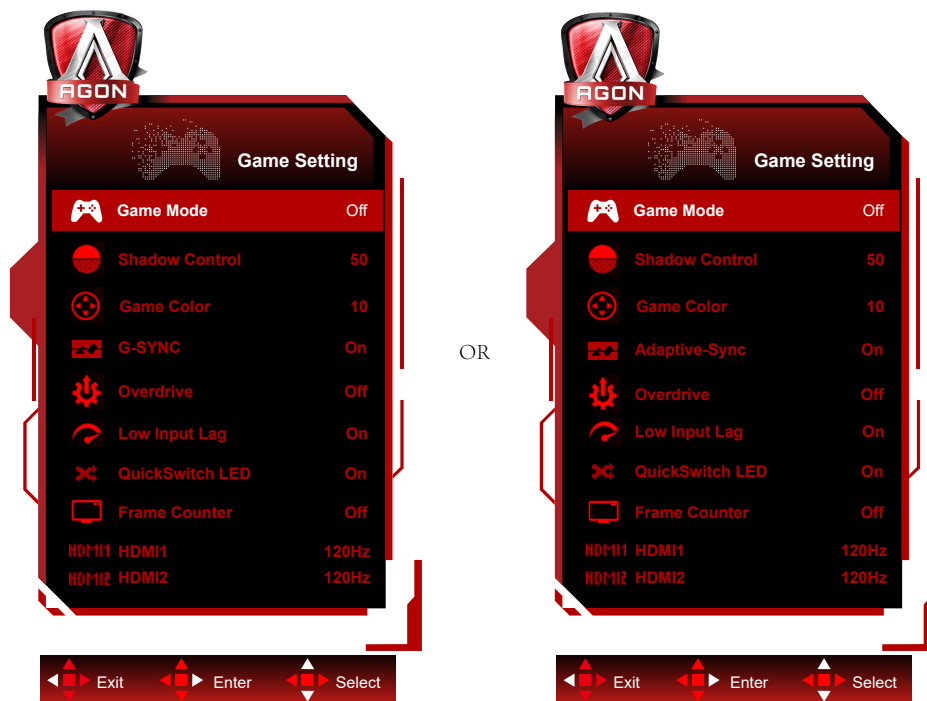 AGON
Game Setting
Game Mode Off
Shadow Control 50
Game Color 10
G-SYNC On
Overdrive Off
Low Input Lag On
QuickSwitch LED On
Frame Counter Off
HDMI1 HDMI1 120Hz
HDMI2 HDMI2 120Hz
Exit Enter Select
OR
AGON
Game Setting
Game Mode Off
Shadow Control 50
Game Color 10
Adaptive-Sync On
Overdrive Off
Low Input Lag On
QuickSwitch LED On
Frame Counter Off
HDMI1 HDMI1 120Hz
HDMI2 HDMI2 120Hz
Exit Enter Select